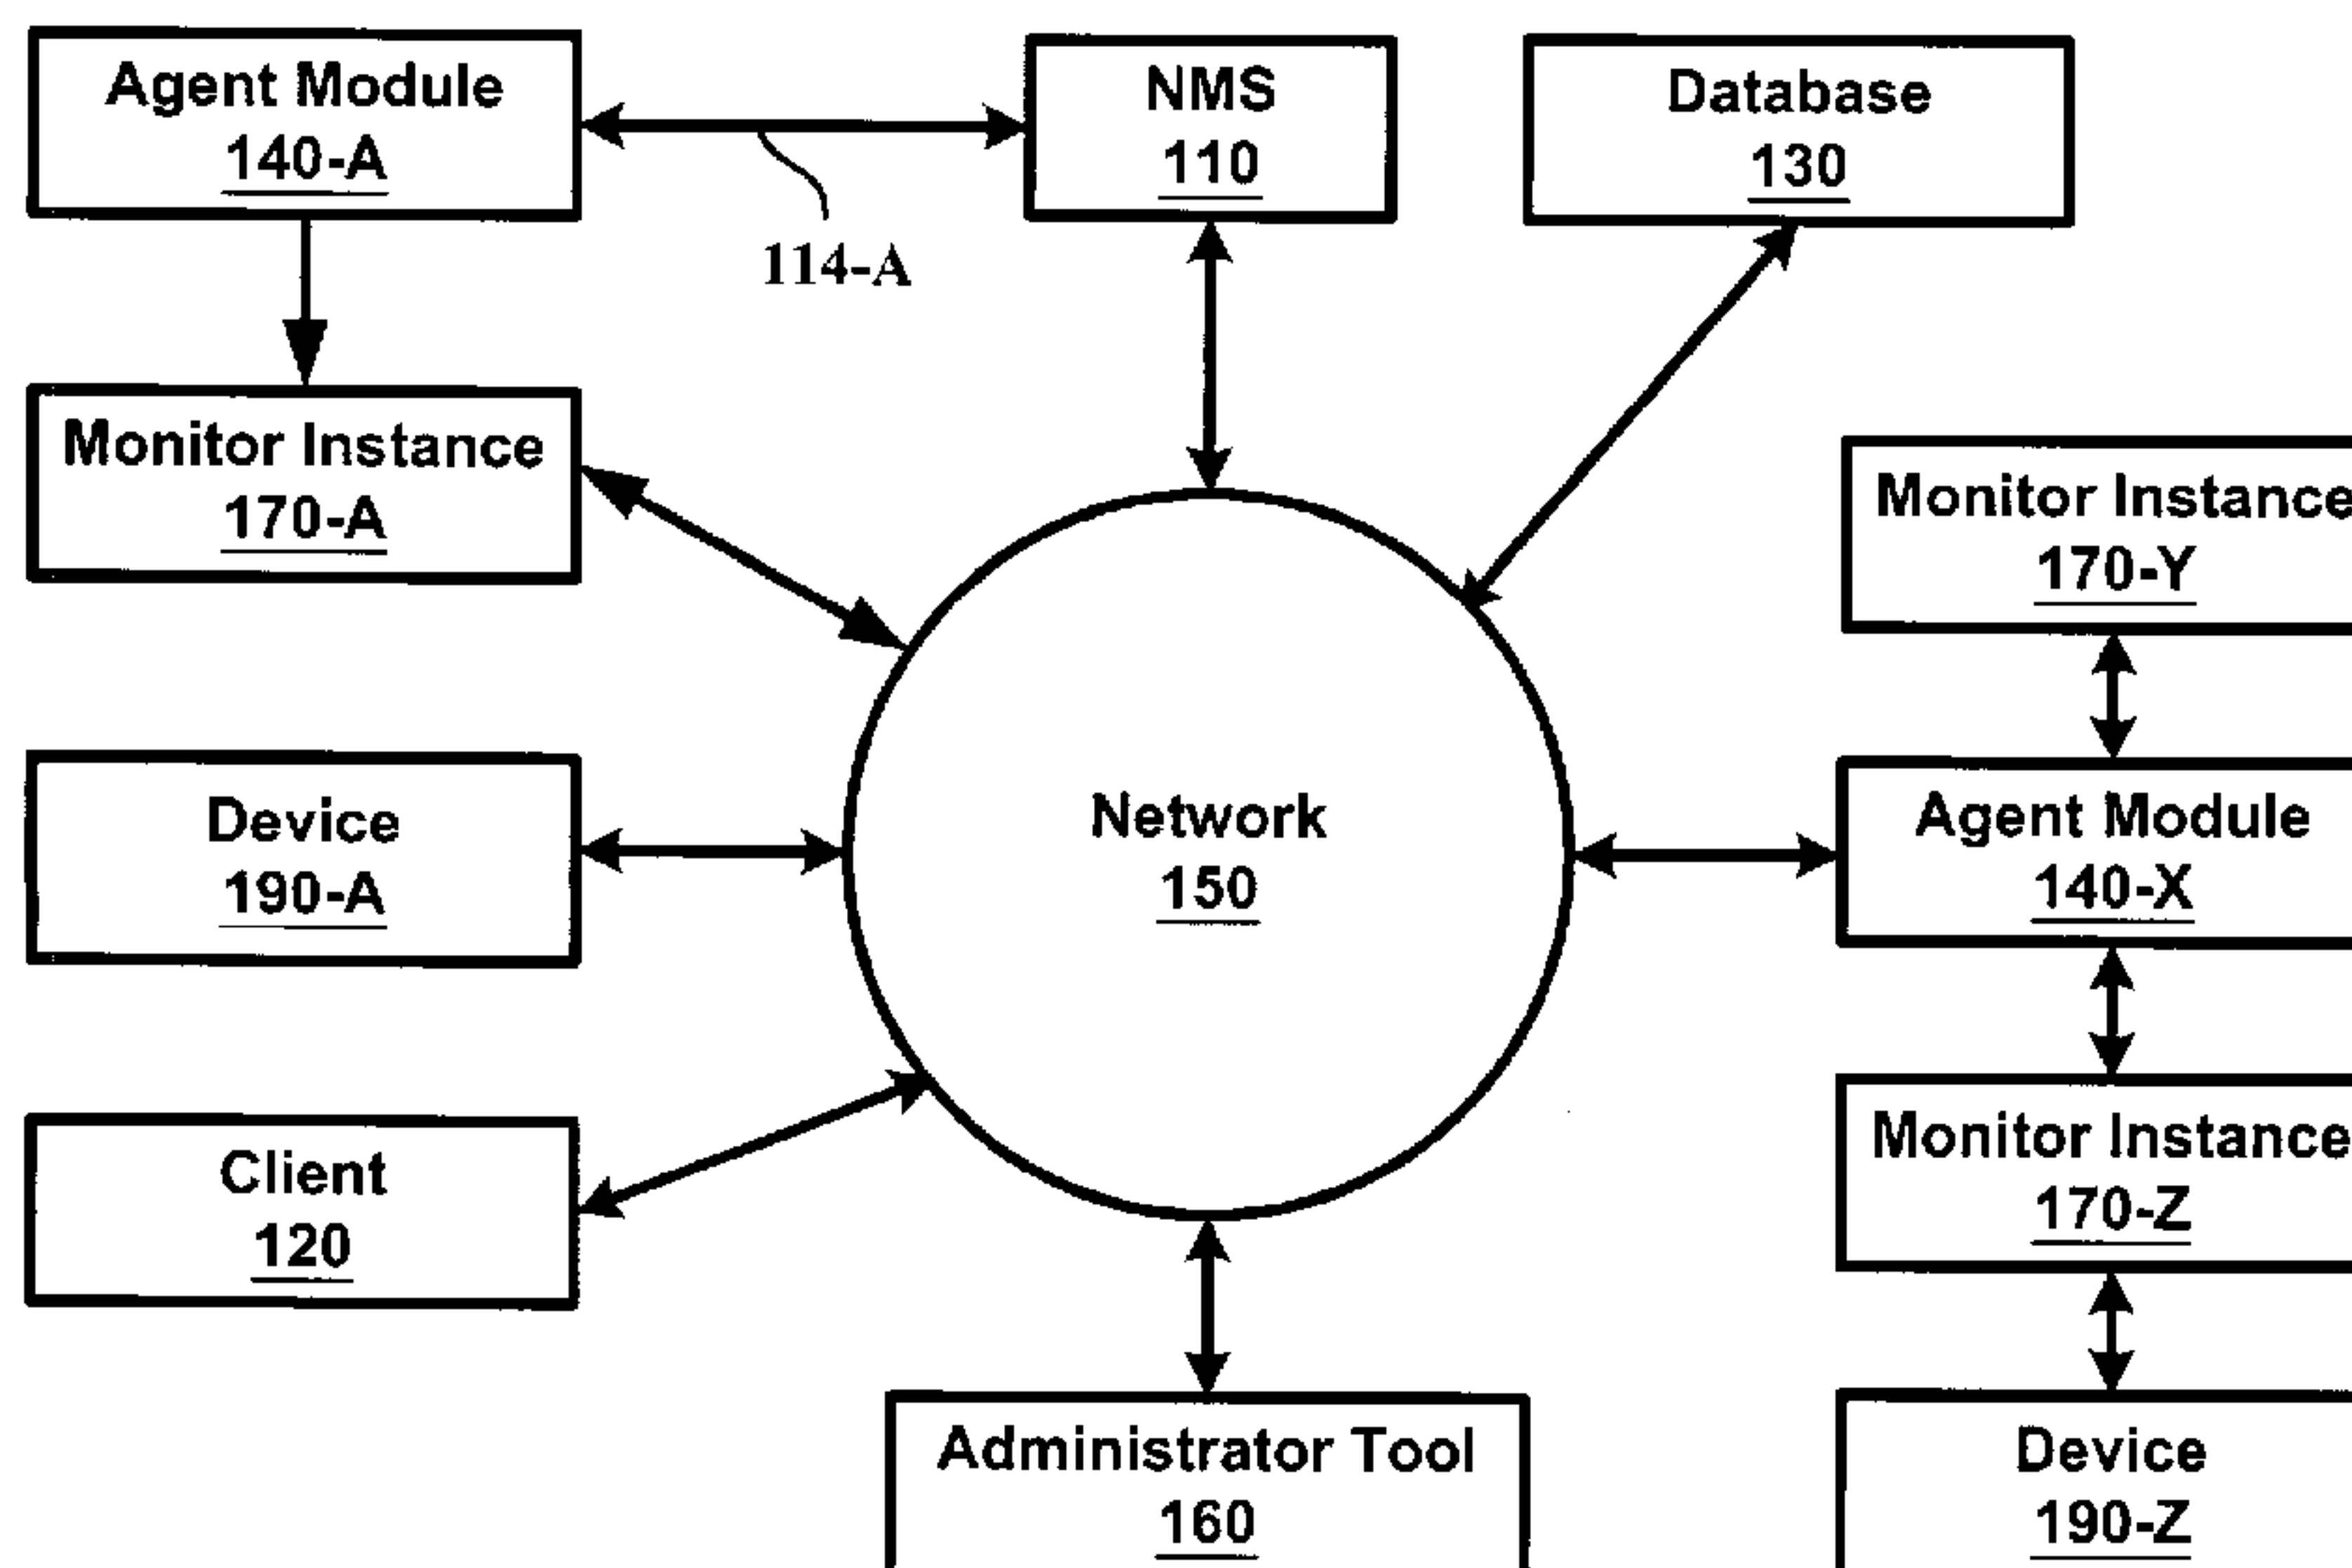 Agent Module
140-A
NMS
110
Database
130
114-A
Monitor Instance
170-A
Monitor Instance
170-Y
Device
190-A
Network
150
Agent Module
140-X
Client
120
Monitor Instance
170-Z
Administrator Tool
160
Device
190-Z